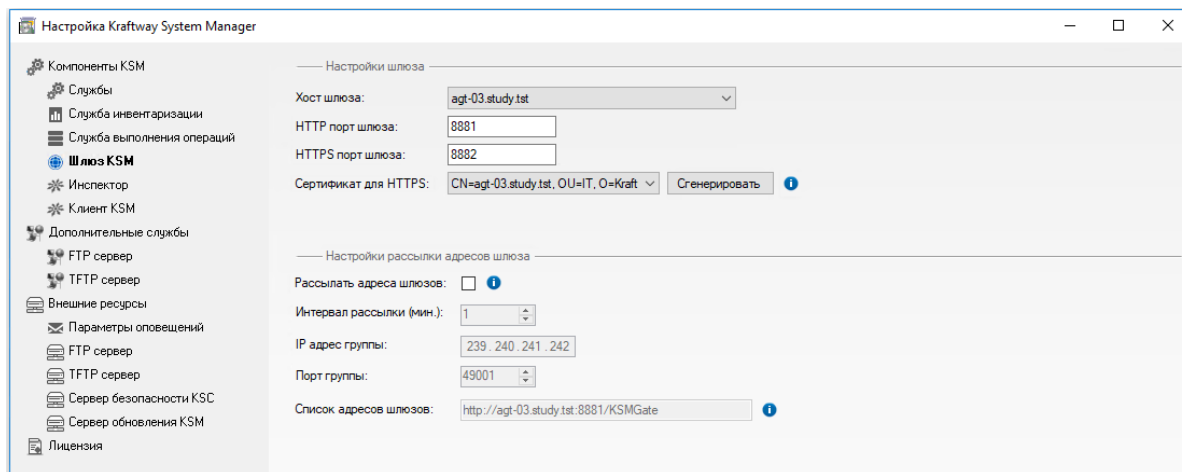 Настройка Kraftway System Manager
Компоненты KSM
Службы
Служба инвентаризации
Служба выполнения операций
Шлюз KSM
Инспектор
Клиент KSM
Дополнительные службы
FTP сервер
TFTP сервер
Внешние ресурсы
Параметры оповещений
FTP сервер
TFTP сервер
Сервер безопасности KSC
Сервер обновления KSM
Лицензия
Настройки шлюза
Хост шлюза: agt-03.study.tst
HTTP порт шлюза: 8881
HTTPS порт шлюза: 8882
Сертификат для HTTPS: CN=agt-03.study.tst, OU=IT, O=Kraft Сгенерировать
Настройки рассылки адресов шлюза
Рассылать адреса шлюзов:
Интервал рассылки (мин.): 1
IP адрес группы: 239 . 240 . 241 . 242
Порт группы: 49001
Список адресов шлюзов: http://agt-03.study.tst:8881/KSMGate